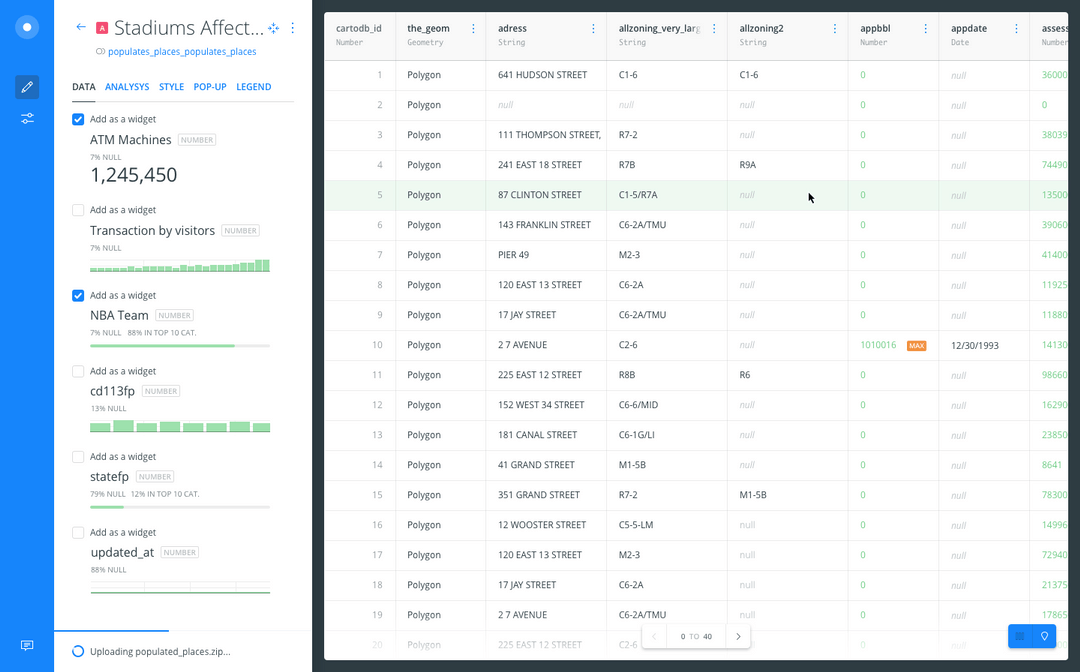 A Stadiums Affect...
populates_places_populates_places
DATA ANALYSYS STYLE POP-UP LEGEND
Add as a widget
ATM Machines NUMBER
7% NULL
1,245,450
Add as a widget
Transaction by visitors NUMBER
7% NULL
Add as a widget
NBA Team NUMBER
7% NULL 88% IN TOP 10 CAT.
Add as a widget
cd113fp NUMBER
13% NULL
Add as a widget
statefp NUMBER
79% NULL 12% IN TOP 10 CAT.
Add as a widget
updated_at NUMBER
88% NULL
Uploading populated_places.zip...
cartodb_id the_geom adress allzoning_very_larg allzoning2 appbbl appdate assess
Number Geometry String String String Number Date Number
1 Polygon 641 HUDSON STREET C1-6 C1-6 0 null 36000
2 Polygon null null null 0 null 0
3 Polygon 111 THOMPSON STREET, R7-2 null 0 null 38039
4 Polygon 241 EAST 18 STREET R7B R9A 0 null 74490
5 Polygon 87 CLINTON STREET C1-5/R7A null 0 null 13500
6 Polygon 143 FRANKLIN STREET C6-2A/TMU null 0 null 39060
7 Polygon PIER 49 M2-3 null 0 null 41400
8 Polygon 120 EAST 13 STREET C6-2A null 0 null 11925
9 Polygon 17 JAY STREET C6-2A/TMU null 0 null 11880
10 Polygon 2 7 AVENUE C2-6 null 1010016 MAX 12/30/1993 14130
11 Polygon 225 EAST 12 STREET R8B R6 0 null 98660
12 Polygon 152 WEST 34 STREET C6-6/MID null 0 null 16290
13 Polygon 181 CANAL STREET C6-1G/LI null 0 null 23850
14 Polygon 41 GRAND STREET M1-5B null 0 null 8641
15 Polygon 351 GRAND STREET R7-2 M1-5B 0 null 78300
16 Polygon 12 WOOSTER STREET C5-5-LM null 0 null 14996
17 Polygon 120 EAST 13 STREET M2-3 null 0 null 72940
18 Polygon 17 JAY STREET C6-2A null 0 null 21375
19 Polygon 2 7 AVENUE C6-2A/TMU null 0 null 17865
20 Polygon 225 EAST 12 STREET C2-6 null 0 null
0 TO 40